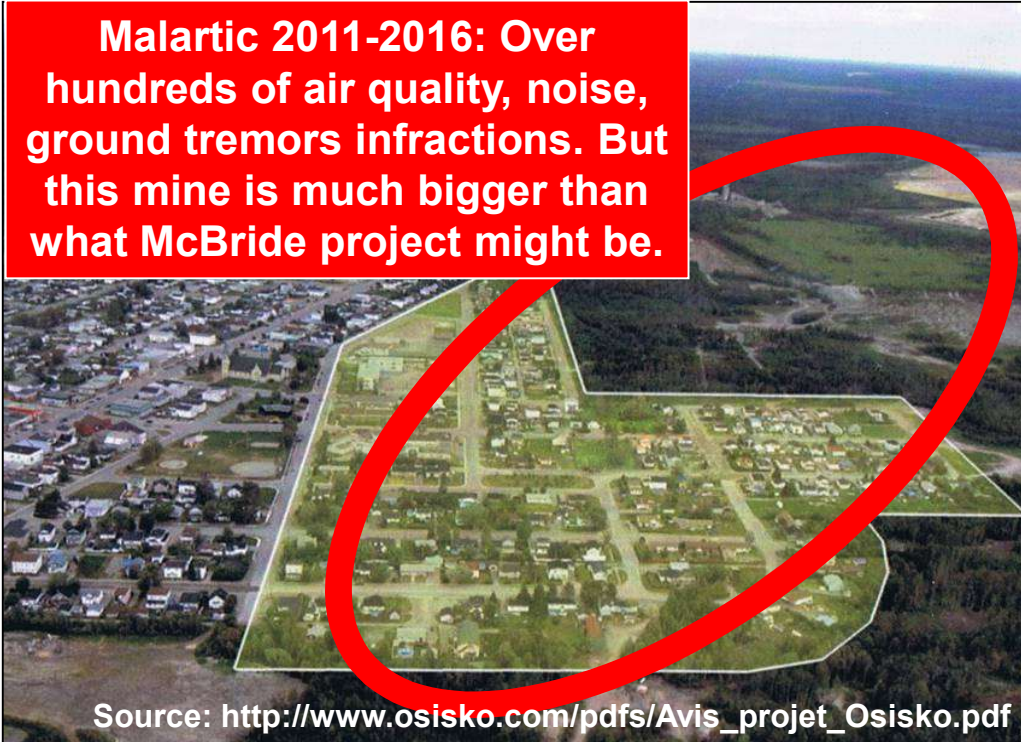 Malartic 2011-2016: Over
hundreds of air quality, noise,
ground tremors infractions. But
this mine is much bigger than
what McBride project might be.
Source: http://www.osisko.com/pdfs/Avis_projet_Osisko.pdf